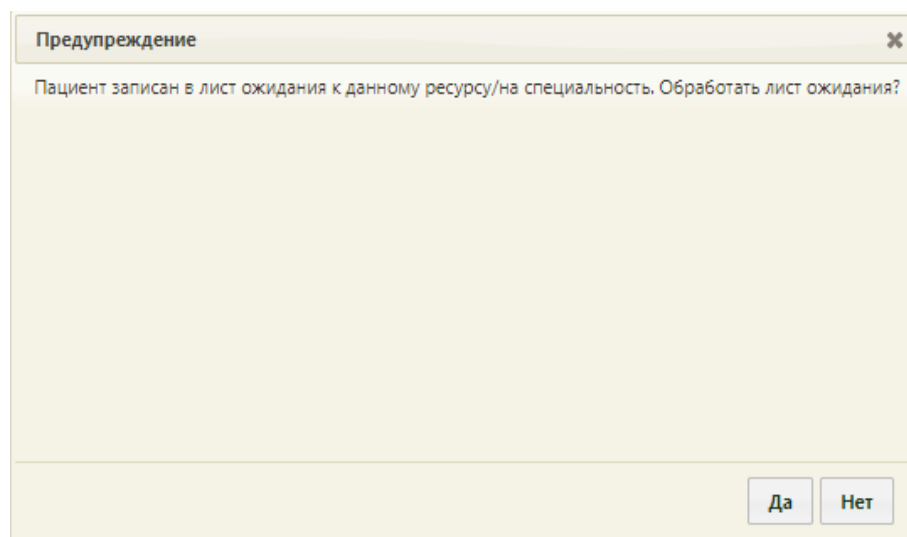 Предупреждение
Пациент записан в лист ожидания к данному ресурсу/на специальность. Обработать лист ожидания?
Да Нет